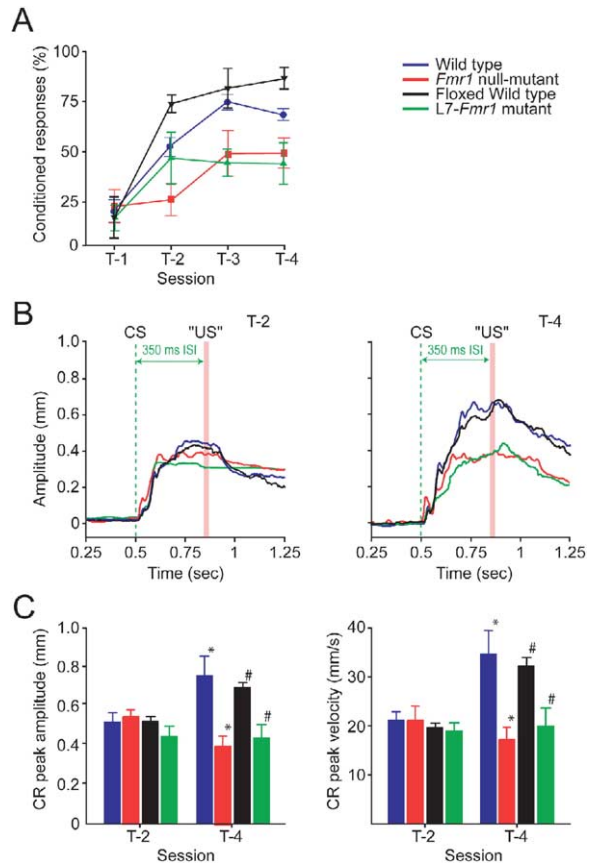 A
Conditioned responses (%)
100
75
50
25
0
T-1 T-2 T-3 T-4
Session
Wild type
Fmr1 null-mutant
Floxed Wild type
L7-Fmr1 mutant
B
T-2
CS "US"
350 ms ISI
Amplitude (mm)
1.0
0.8
0.6
0.4
0.2
0
0.25 0.5 0.75 1 1.25
Time (sec)
T-4
CS "US"
350 ms ISI
0.25 0.5 0.75 1 1.25
Time (sec)
C
CR peak amplitude (mm)
1.0
0.8
0.6
0.4
0.2
0
* * # #
T-2 T-4
Session
CR peak velocity (mm/s)
40
30
20
10
* * # #
T-2 T-4
Session